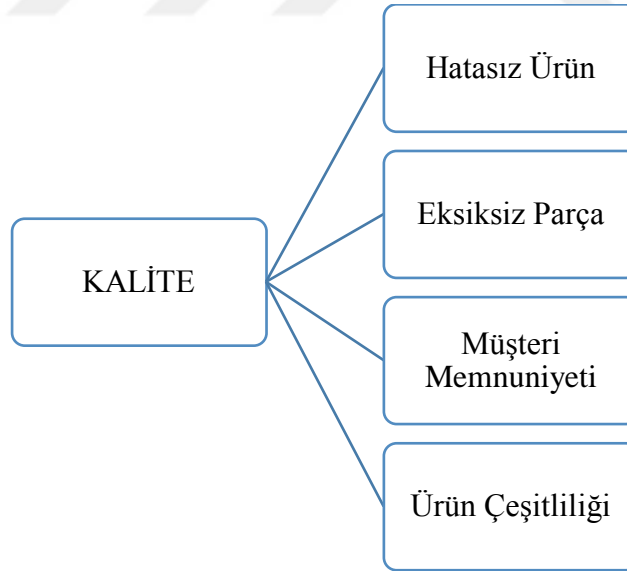 Hatasız Ürün
Eksiksiz Parça
KALİTE
Müşteri
Memnuniyeti
Ürün Çeşitliliği